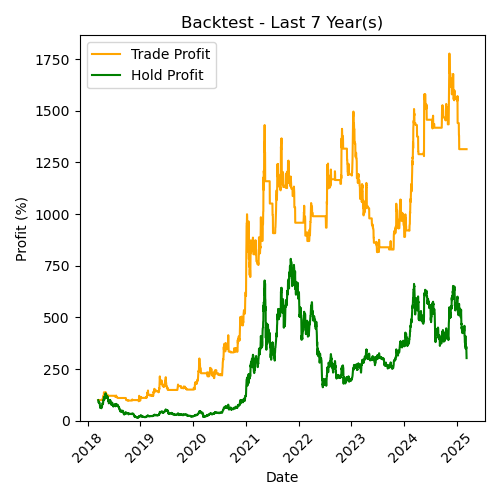 Backtest - Last 7 Year(s)
Trade Profit
Hold Profit
Profit (%)
1750
1500
1250
1000
750
500
250
0
2018 2019 2020 2021 2022 2023 2024 2025
Date